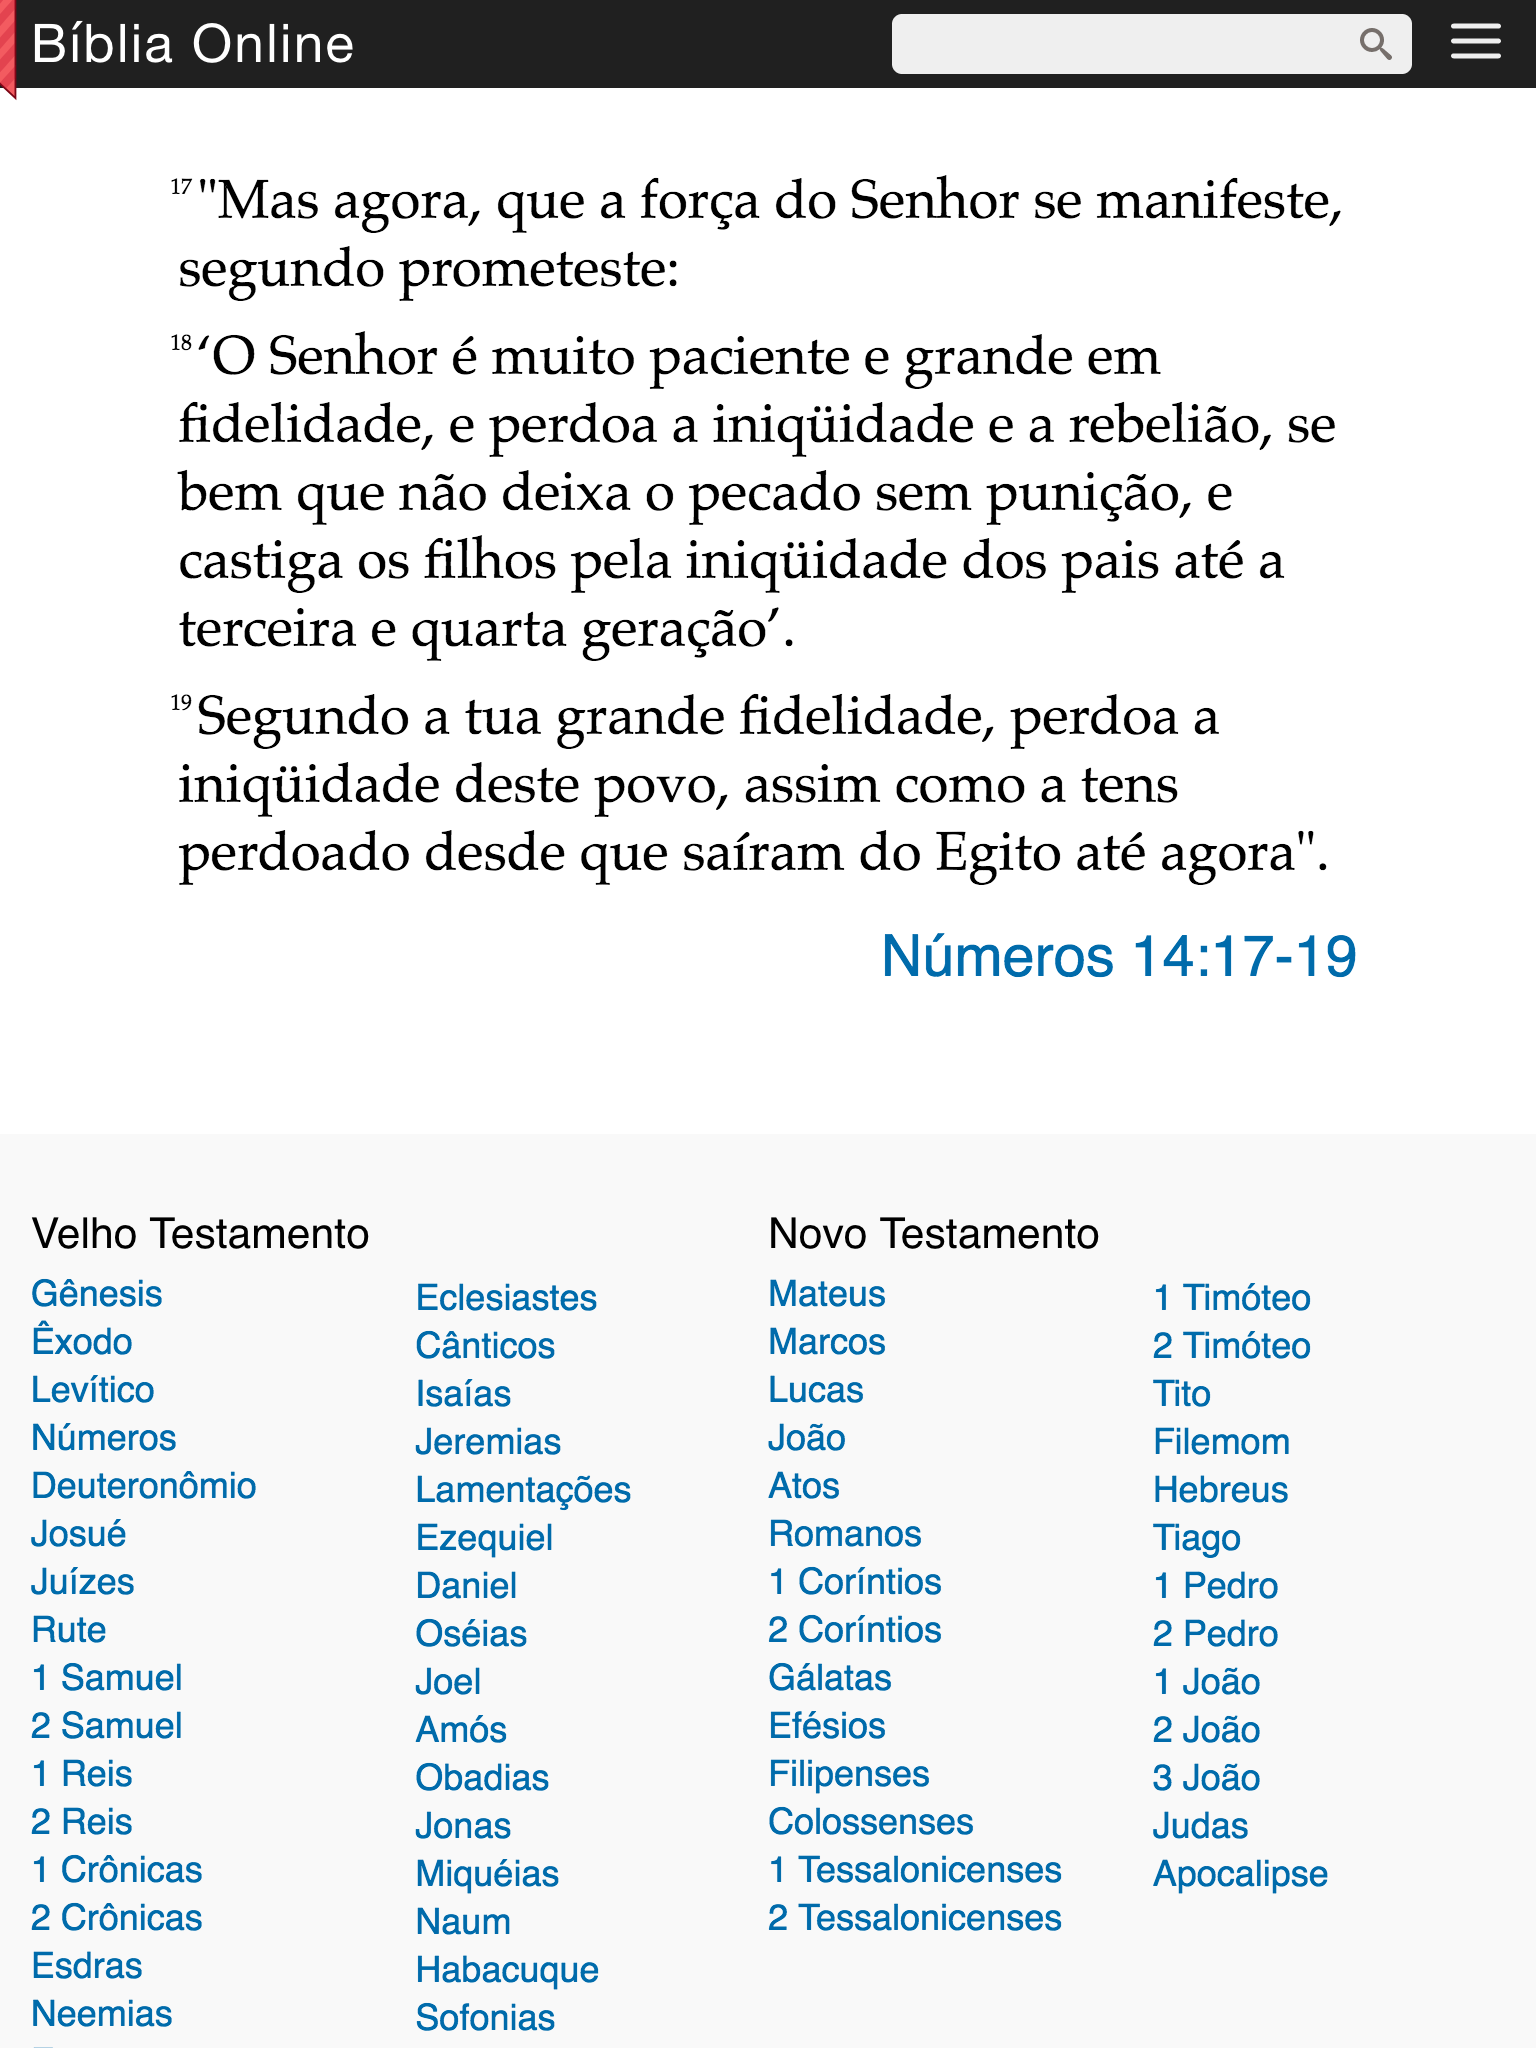 Bíblia Online
17 "Mas agora, que a força do Senhor se manifeste,
segundo prometeste:
18 ‘O Senhor é muito paciente e grande em
fidelidade, e perdoa a iniqüidade e a rebelião, se
bem que não deixa o pecado sem punição, e
castiga os filhos pela iniqüidade dos pais até a
terceira e quarta geração’.
19 Segundo a tua grande fidelidade, perdoa a
iniqüidade deste povo, assim como a tens
perdoado desde que saíram do Egito até agora".
Números 14:17-19
Velho Testamento
Gênesis
Êxodo
Levítico
Números
Deuteronômio
Josué
Juízes
Rute
1 Samuel
2 Samuel
1 Reis
2 Reis
1 Crônicas
2 Crônicas
Esdras
Neemias
Eclesiastes
Cânticos
Isaías
Jeremias
Lamentações
Ezequiel
Daniel
Oséias
Joel
Amós
Obadias
Jonas
Miquéias
Naum
Habacuque
Sofonias
Novo Testamento
Mateus
Marcos
Lucas
João
Atos
Romanos
1 Coríntios
2 Coríntios
Gálatas
Efésios
Filipenses
Colossenses
1 Tessalonicenses
2 Tessalonicenses
1 Timóteo
2 Timóteo
Tito
Filemom
Hebreus
Tiago
1 Pedro
2 Pedro
1 João
2 João
3 João
Judas
Apocalipse